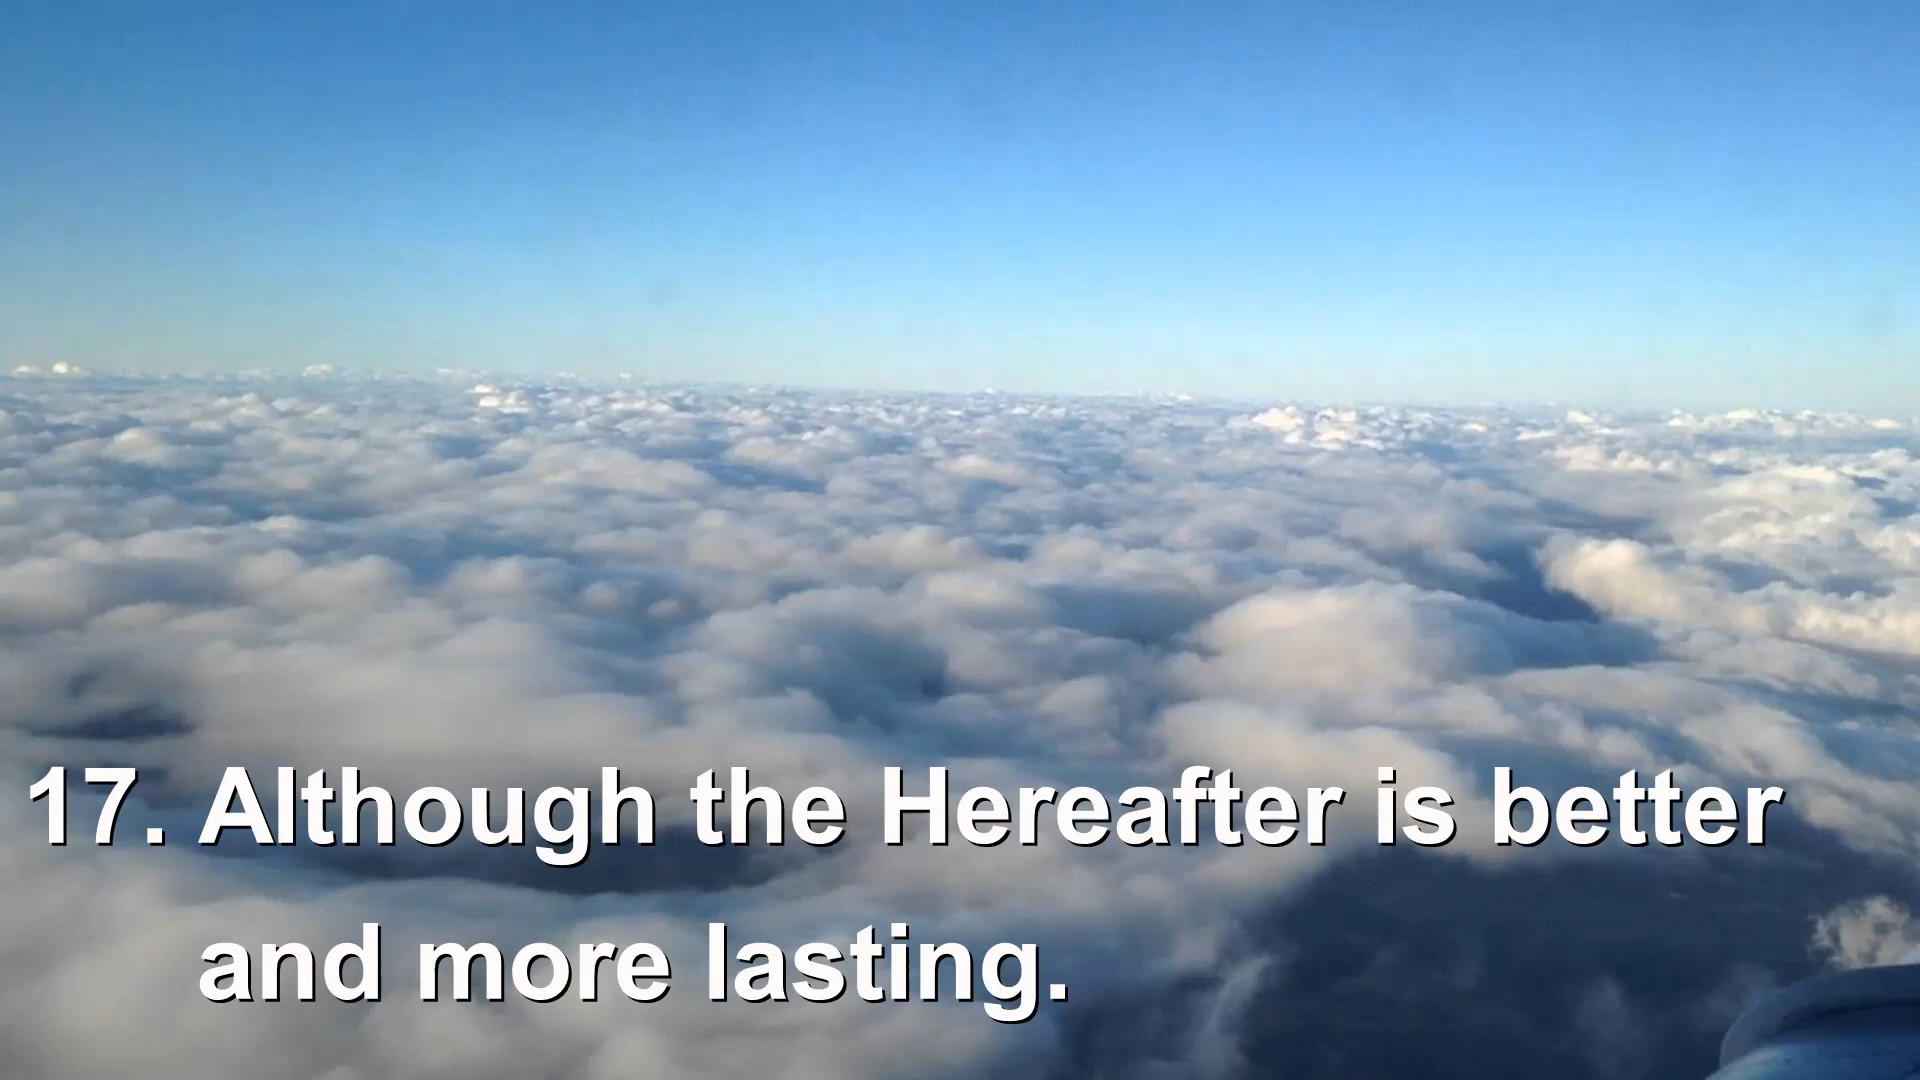 17. Although the Hereafter is better
and more lasting.